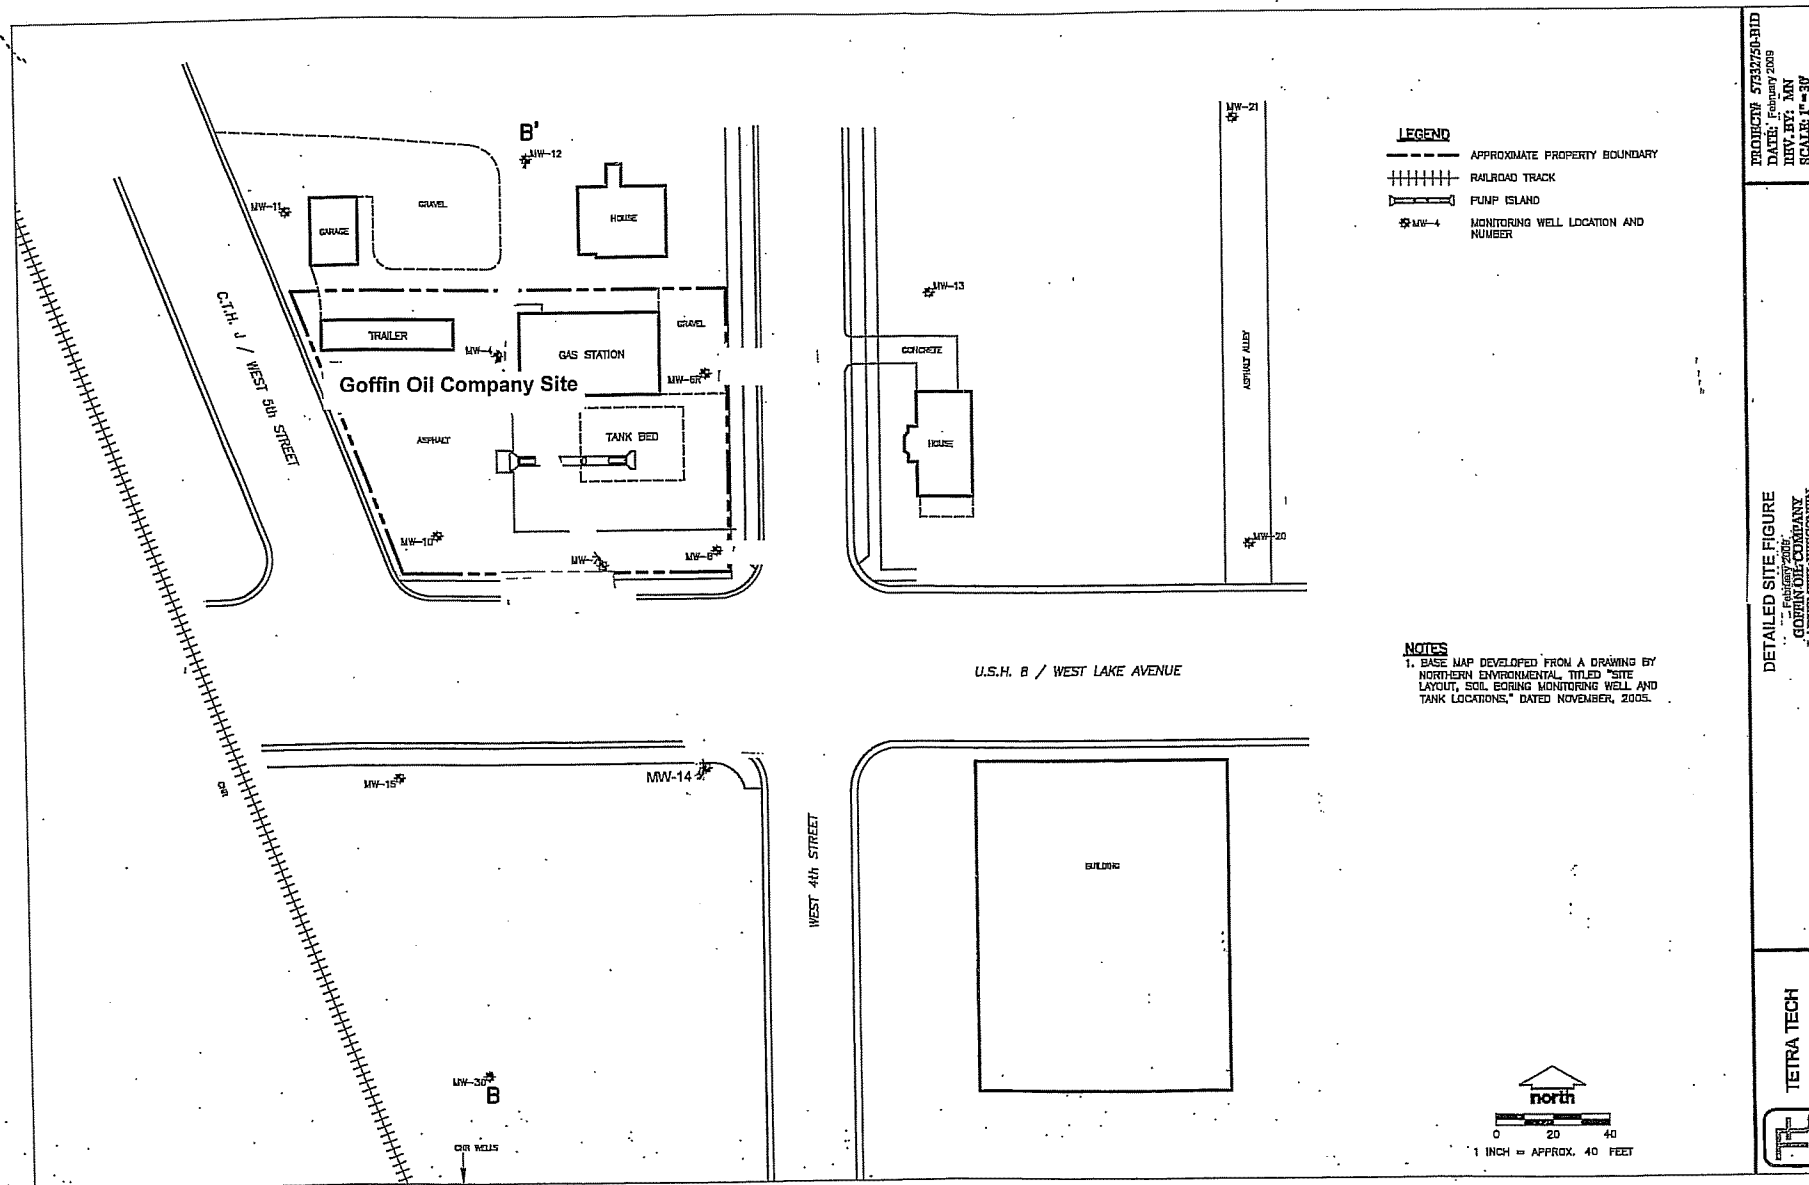 B'
MW-12
MW-21
MW-11
GRAVEL
HOUSE
GARAGE
LEGEND
APPROXIMATE PROPERTY BOUNDARY
RAILROAD TRACK
PUMP ISLAND
MW-4 MONITORING WELL LOCATION AND
NUMBER
MW-13
C.T.H. J / WEST 5th STREET
TRAILER
MW-4
GAS STATION
GRAVEL
CONCRETE
ASPHALT ALLEY
Goffin Oil Company Site
MW-6R
ASPHALT
TANK BED
HOUSE
MW-10
MW-7
MW-8
MW-20
U.S.H. 8 / WEST LAKE AVENUE
NOTES
1. BASE MAP DEVELOPED FROM A DRAWING BY
NORTHERN ENVIRONMENTAL, TITLED "SITE
LAYOUT, SOIL BORING MONITORING WELL AND
TANK LOCATIONS," DATED NOVEMBER, 2005.
MW-15
MW-14
WEST 4th STREET
BUILDING
MW-30
B
north
0 20 40
1 INCH = APPROX. 40 FEET
DATE: February 2009
REV. BY: MN
SCALE: 1" = 30'
DETAILED SITE FIGURE
February 2009
GOFFIN OIL COMPANY
TETRA TECH